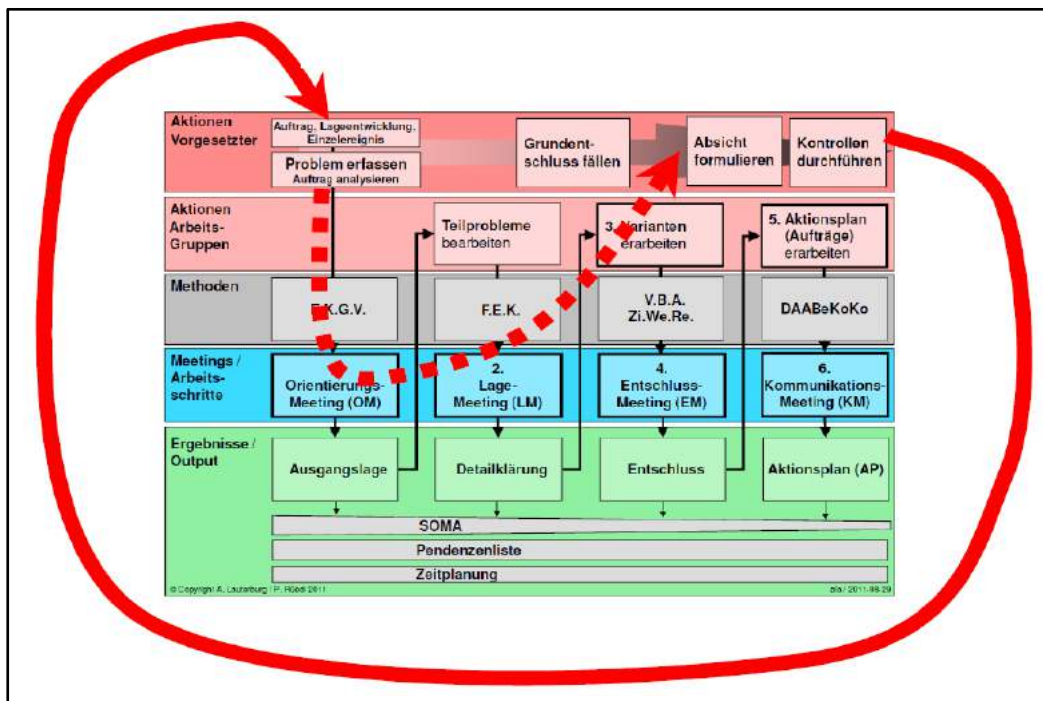 Aktionen
Vorgesetzter
Auftrag, Lageentwicklung,
Einzelereignis
Problem erfassen
Auftrag analysieren
Grundent-
schluss fällen
Absicht
formulieren
Kontrollen
durchführen
Aktionen
Arbeits-
Gruppen
Teilprobleme
bearbeiten
3. Varianten
erarbeiten
5. Aktionsplan
(Aufträge)
erarbeiten
Methoden
F.E.K.
V.B.A.
Zi.We.Re.
DAABeKoKo
Meetings /
Arbeits-
schritte
Orientierungs-
Meeting (OM)
2.
Lage-
Meeting (LM)
4.
Entschluss-
Meeting (EM)
6.
Kommunikations-
Meeting (KM)
Ergebnisse /
Output
Ausgangslage
Detailklärung
Entschluss
Aktionsplan (AP)
SOMA
Pendenzenliste
Zeitplanung
© Copyright A. Lauterburg P. 2011